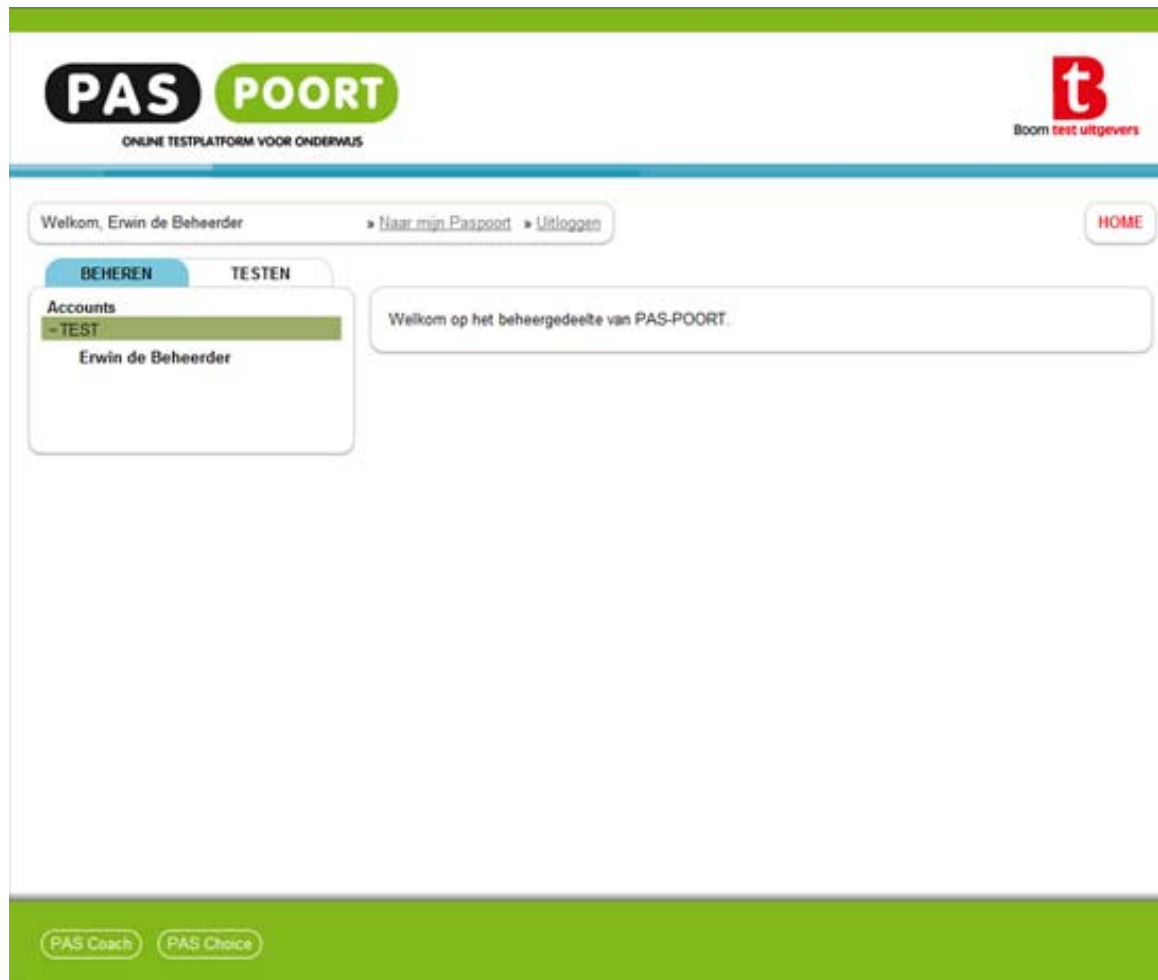 PAS POORT
ONLINE TESTPLATFORM VOOR ONDERWIJS
tB
Boom test uitgevers
Welkom, Erwin de Beheerder » Naar mijn Paspoort » Uitloggen
HOME
BEHEREN TESTEN
Accounts
- TEST
Erwin de Beheerder
Welkom op het beheergedeelte van PAS-POORT.
PAS Coach PAS Choice